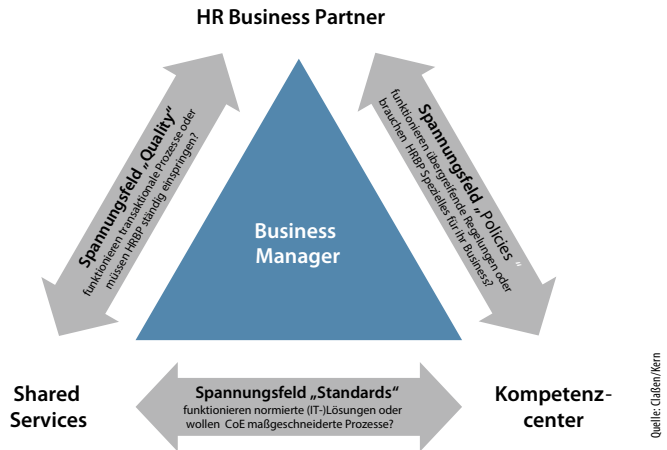 HR Business Partner
Spannungsfeld „Quality“
funktionieren transaktionale Prozesse oder
müssen HRBP ständig einspringen?
Spannungsfeld „Policies“
funktionieren übergreifende Regelungen oder
brauchen HRBP Spezielles für ihr Business?
Business
Manager
Shared
Services
Spannungsfeld „Standards“
funktionieren normierte (IT-)Lösungen oder
wollen CoE maßgeschneiderte Prozesse?
Kompetenz-
center
Quelle: Claßen/Kern